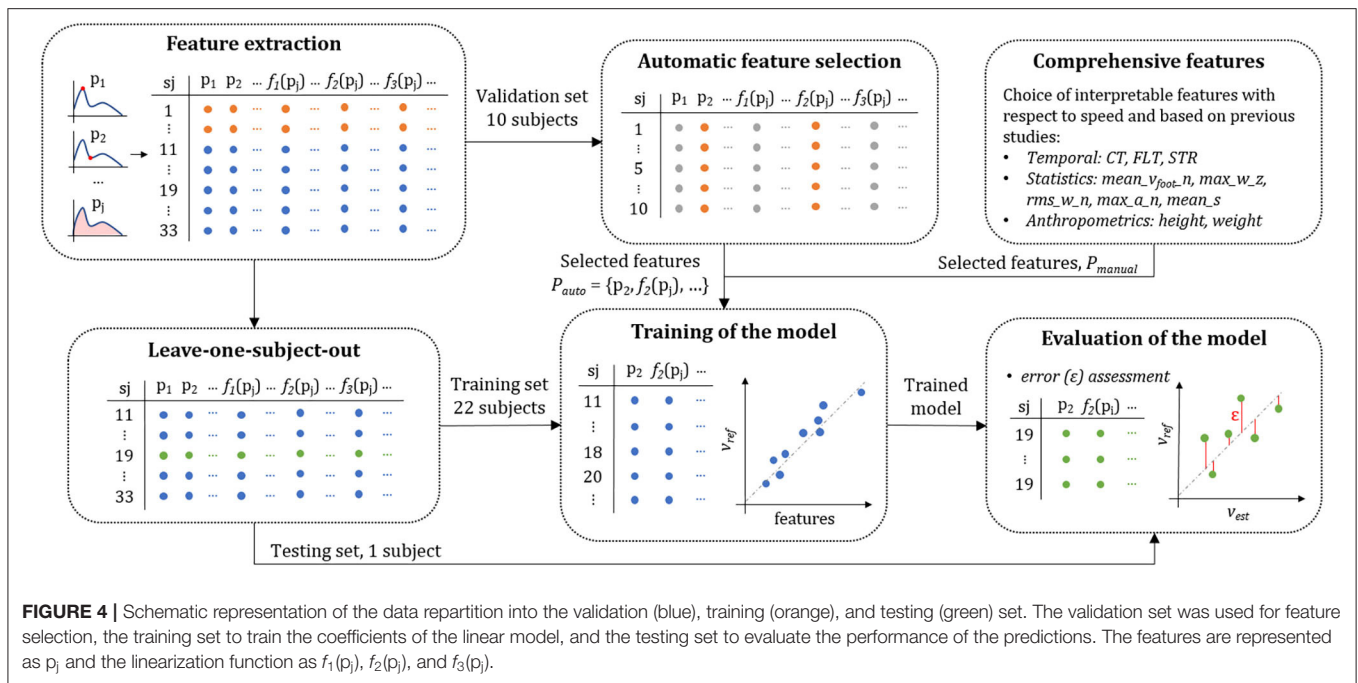 Feature extraction
p1
p2
...
pj
sj p1 p2 ... f1(pj) ... f2(pj) ... f3(pj) ...
1 ... ... ... ...
⋮ ... ... ... ...
11 ... ... ... ...
⋮ ... ... ... ...
19 ... ... ... ...
⋮ ... ... ... ...
33 ... ... ... ...
Validation set
10 subjects
Automatic feature selection
sj p1 p2 ... f1(pj) ... f2(pj) ... f3(pj) ...
1 ... ... ... ...
⋮ ... ... ... ...
5 ... ... ... ...
⋮ ... ... ... ...
10 ... ... ... ...
Comprehensive features
Choice of interpretable features with
respect to speed and based on previous
studies:
• Temporal: CT, FLT, STR
• Statistics: mean_vfoot_n, max_w_z,
rms_w_n, max_a_n, mean_s
• Anthropometrics: height, weight
Selected features
Pauto = {p2, f2(pj), ...}
Selected features, Pmanual
Leave-one-subject-out
sj p1 p2 ... f1(pj) ... f2(pj) ... f3(pj) ...
11 ... ... ... ...
⋮ ... ... ... ...
19 ... ... ... ...
⋮ ... ... ... ...
33 ... ... ... ...
Training set
22 subjects
Training of the model
sj p2 f2(pj) ...
11 ...
⋮ ...
18 ...
20 ...
⋮ ...
vref
features
Trained
model
Evaluation of the model
• error (ε) assessment
sj p2 f2(pj) ...
19 ...
⋮ ...
19 ...
vref
ε
vest
Testing set, 1 subject
FIGURE 4 | Schematic representation of the data repartition into the validation (blue), training (orange), and testing (green) set. The validation set was used for feature
selection, the training set to train the coefficients of the linear model, and the testing set to evaluate the performance of the predictions. The features are represented
as pj and the linearization function as f1(pj), f2(pj), and f3(pj).